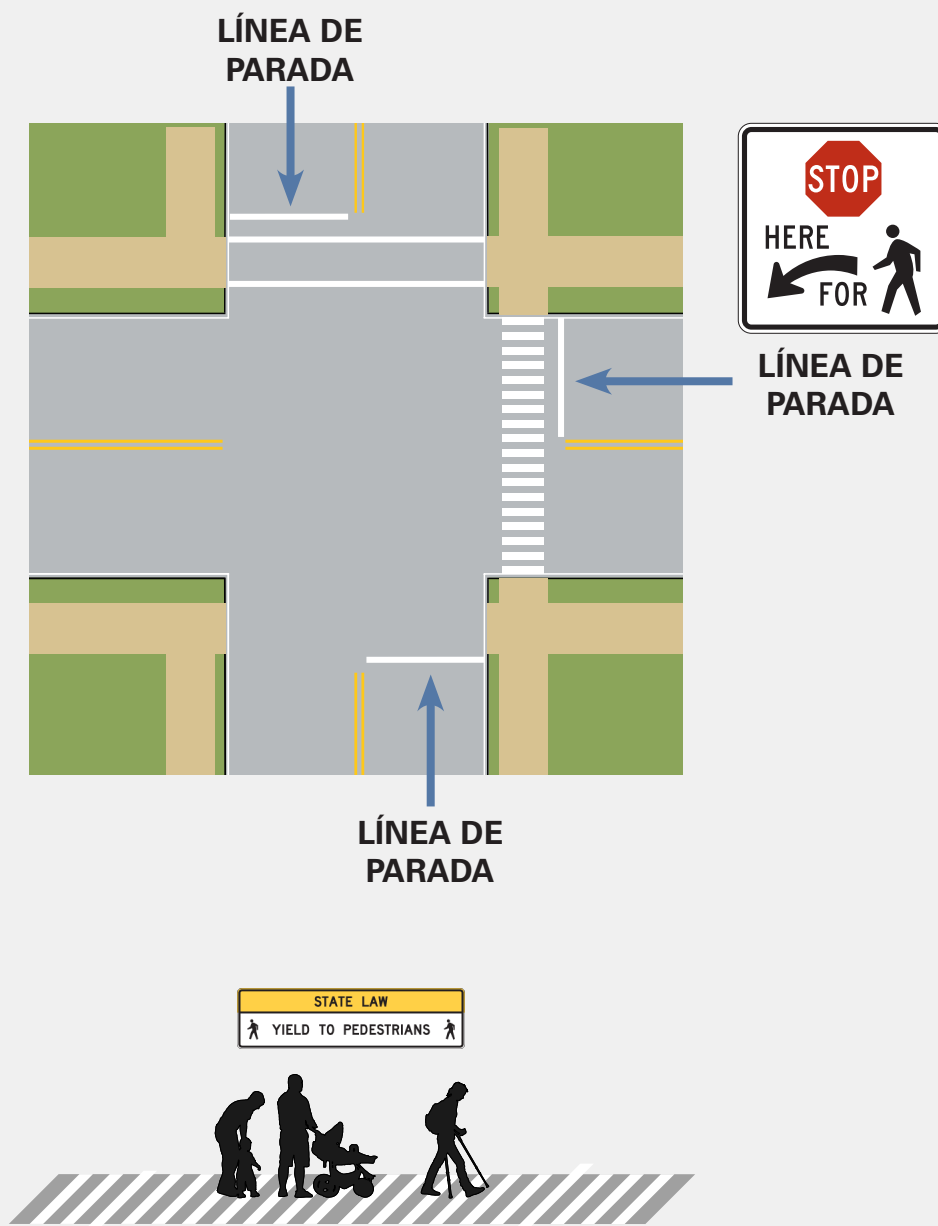 LÍNEA DE
PARADA
STOP
HERE
FOR
LÍNEA DE
PARADA
LÍNEA DE
PARADA
STATE LAW
YIELD TO PEDESTRIANS